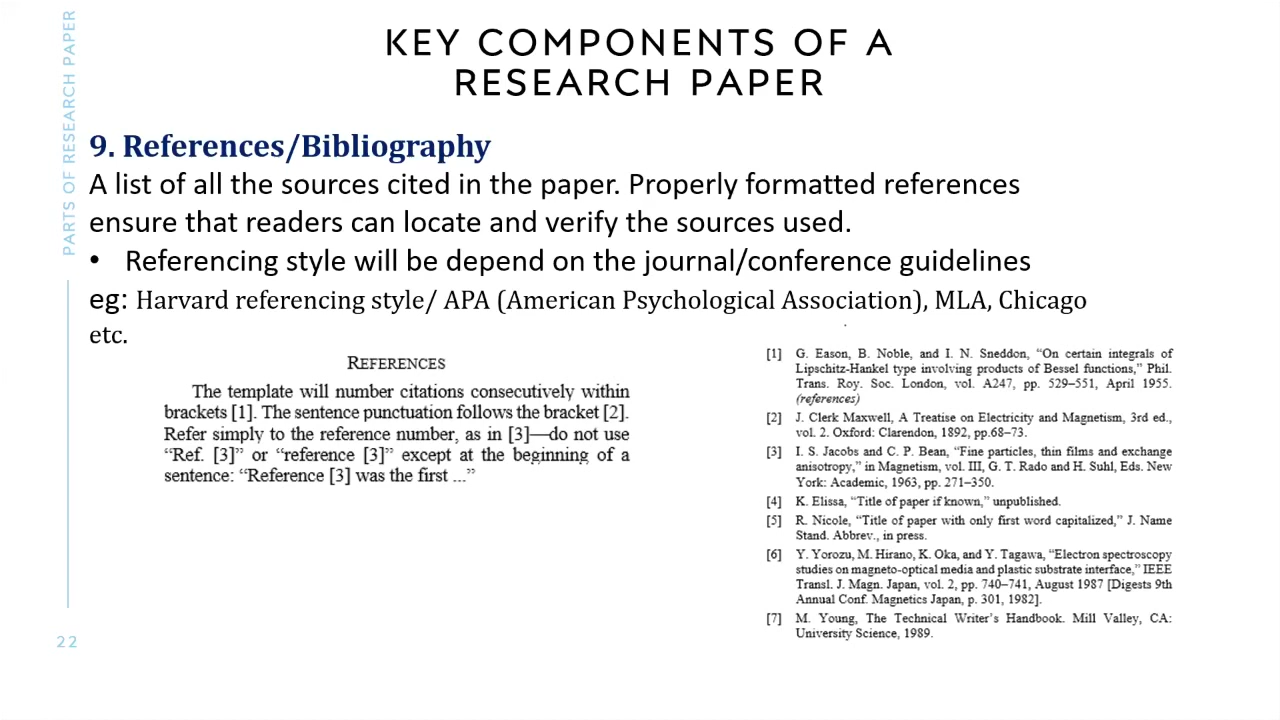 PARTS OF RESEARCH PAPER
KEY COMPONENTS OF A
RESEARCH PAPER
9. References/Bibliography
A list of all the sources cited in the paper. Properly formatted references
ensure that readers can locate and verify the sources used.
• Referencing style will be depend on the journal/conference guidelines
eg: Harvard referencing style/ APA (American Psychological Association), MLA, Chicago
etc.
REFERENCES
The template will number citations consecutively within
brackets [1]. The sentence punctuation follows the bracket [2].
Refer simply to the reference number, as in [3]—do not use
“Ref. [3]” or “reference [3]” except at the beginning of a
sentence: “Reference [3] was the first ...”
[1] G. Eason, B. Noble, and I. N. Sneddon, “On certain integrals of
Lipschitz-Hankel type involving products of Bessel functions,” Phil.
Trans. Roy. Soc. London, vol. A247, pp. 529–551, April 1955.
(references)
[2] J. Clerk Maxwell, A Treatise on Electricity and Magnetism, 3rd ed.,
vol. 2. Oxford: Clarendon, 1892, pp.68–73.
[3] I. S. Jacobs and C. P. Bean, “Fine particles, thin films and exchange
anisotropy,” in Magnetism, vol. III, G. T. Rado and H. Suhl, Eds. New
York: Academic, 1963, pp. 271–350.
[4] K. Elissa, “Title of paper if known,” unpublished.
[5] R. Nicole, “Title of paper with only first word capitalized,” J. Name
Stand. Abbrev., in press.
[6] Y. Yorozu, M. Hirano, K. Oka, and Y. Tagawa, “Electron spectroscopy
studies on magneto-optical media and plastic substrate interface,” IEEE
Transl. J. Magn. Japan, vol. 2, pp. 740–741, August 1987 [Digests 9th
Annual Conf. Magnetics Japan, p. 301, 1982].
[7] M. Young, The Technical Writer’s Handbook. Mill Valley, CA:
University Science, 1989.
22